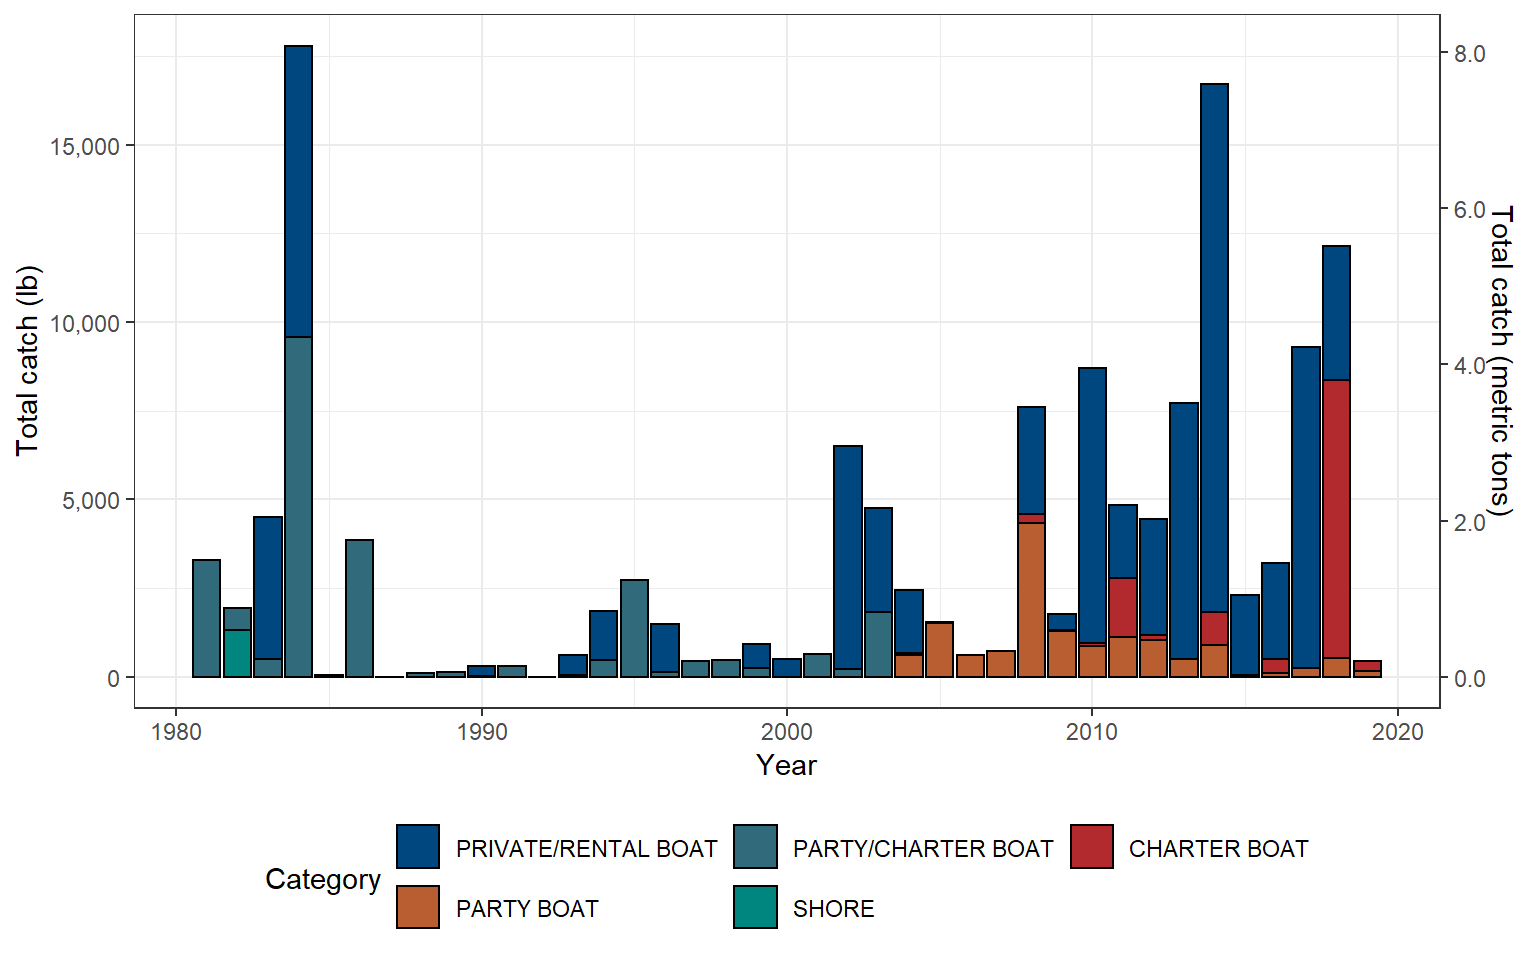 Total catch (lb)
15,000
10,000
5,000
0
8.0
6.0
4.0
2.0
0.0
Total catch (metric tons)
1980 1990 2000 2010 2020
Year
Category
PRIVATE/RENTAL BOAT PARTY/CHARTER BOAT CHARTER BOAT
PARTY BOAT SHORE